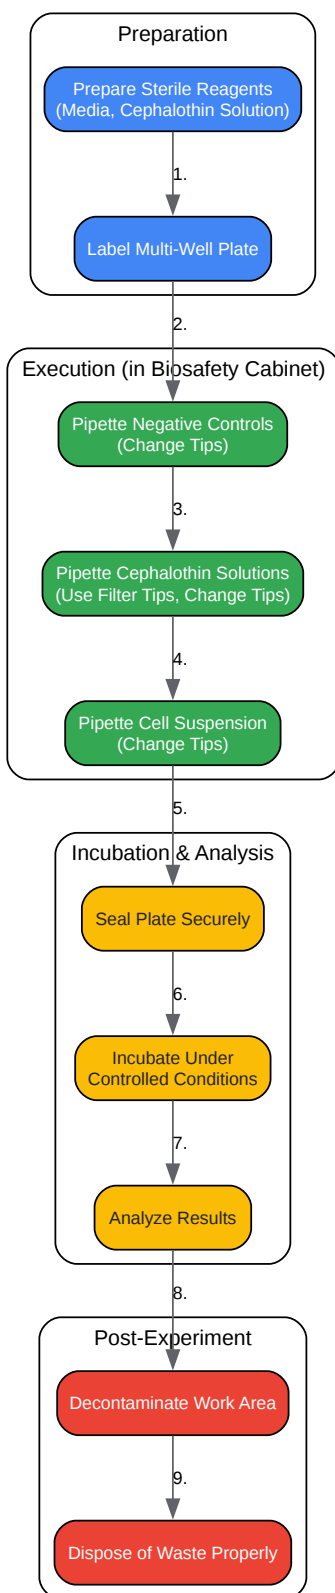 Preparation
Prepare Sterile Reagents
(Media, Cephalothin Solution)
1.
Label Multi-Well Plate
2.
Execution (in Biosafety Cabinet)
Pipette Negative Controls
(Change Tips)
3.
Pipette Cephalothin Solutions
(Use Filter Tips, Change Tips)
4.
Pipette Cell Suspension
(Change Tips)
5.
Incubation & Analysis
Seal Plate Securely
6.
Incubate Under
Controlled Conditions
7.
Analyze Results
8.
Post-Experiment
Decontaminate Work Area
9.
Dispose of Waste Properly